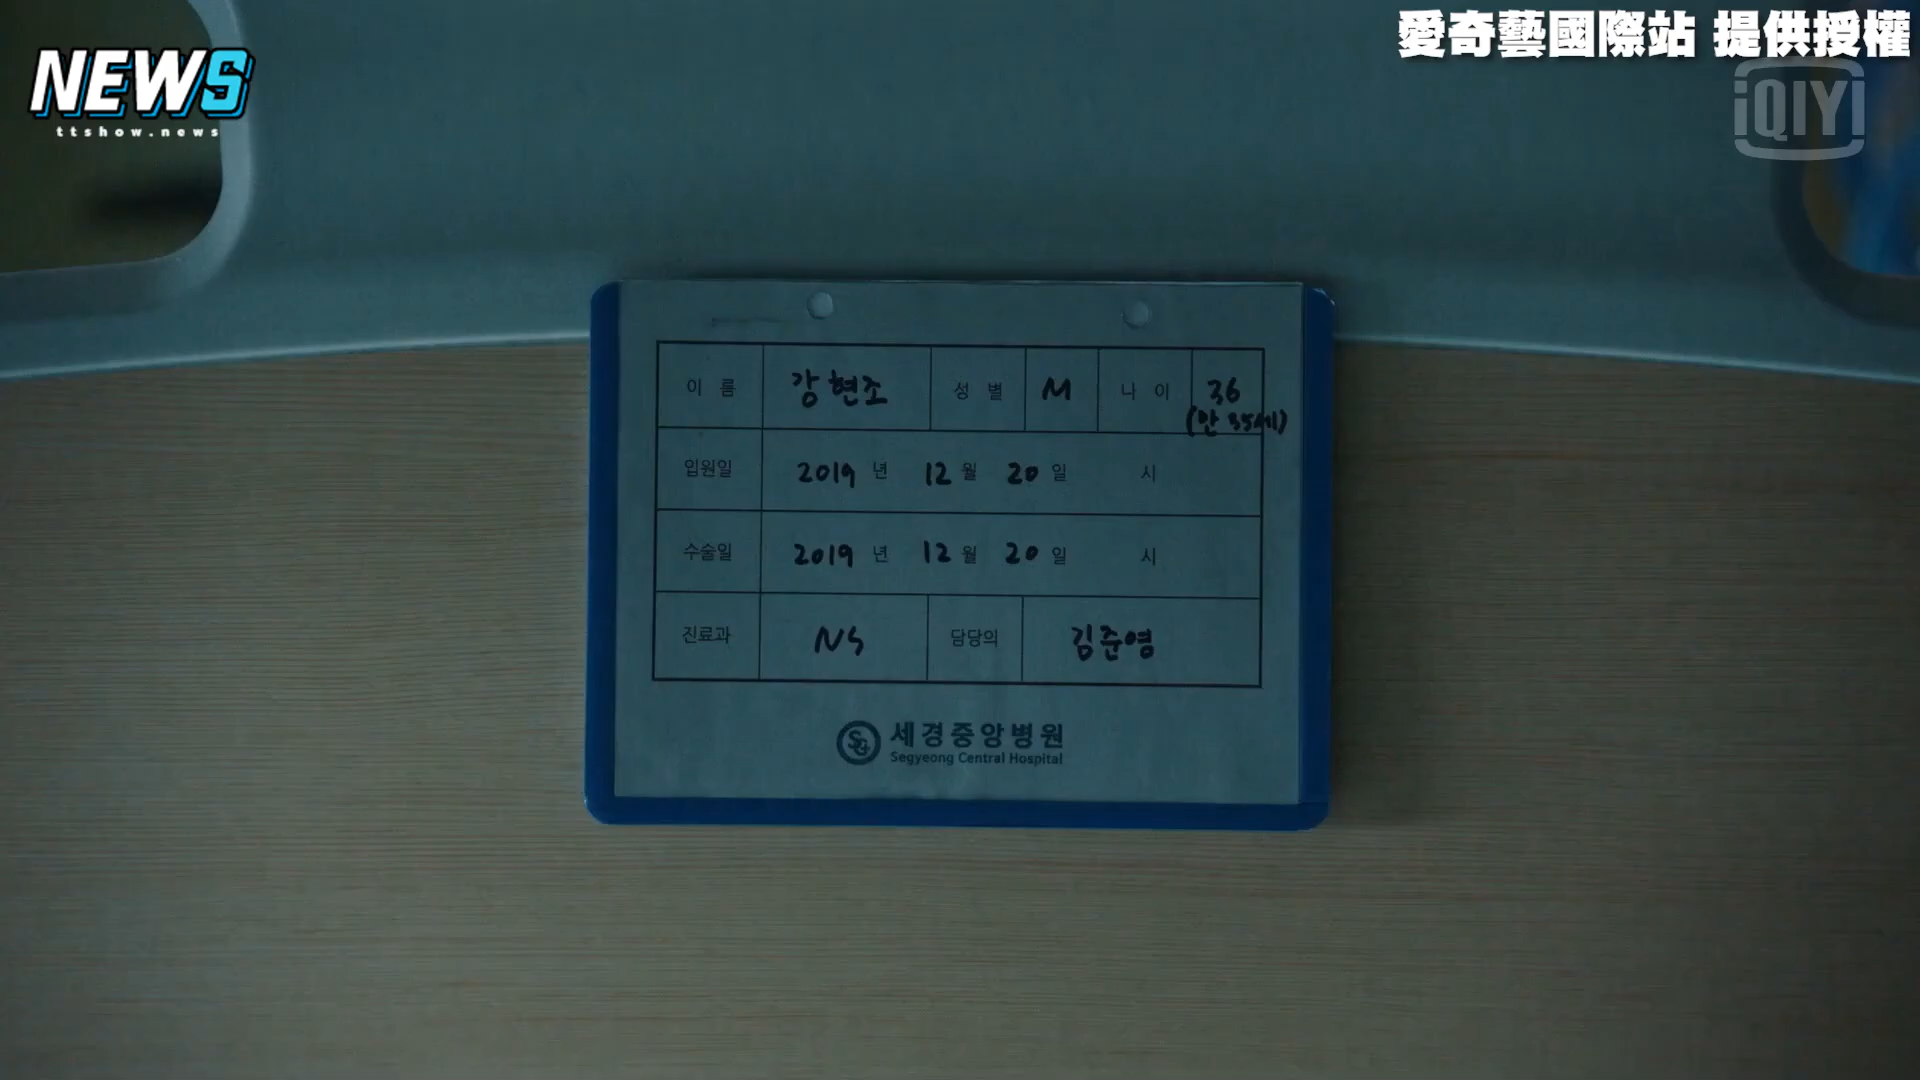 愛奇藝國際站 提供授權
NEWS
ttshow.news
iQIYI
이 름 강현조 성 별 M 나 이 36
(만 35세)
입원일 2019 년 12 월 20 일 시
수술일 2019 년 12 월 20 일 시
진료과 NS 담당의 김준영
SG 세경중앙병원
Segyeong Central Hospital